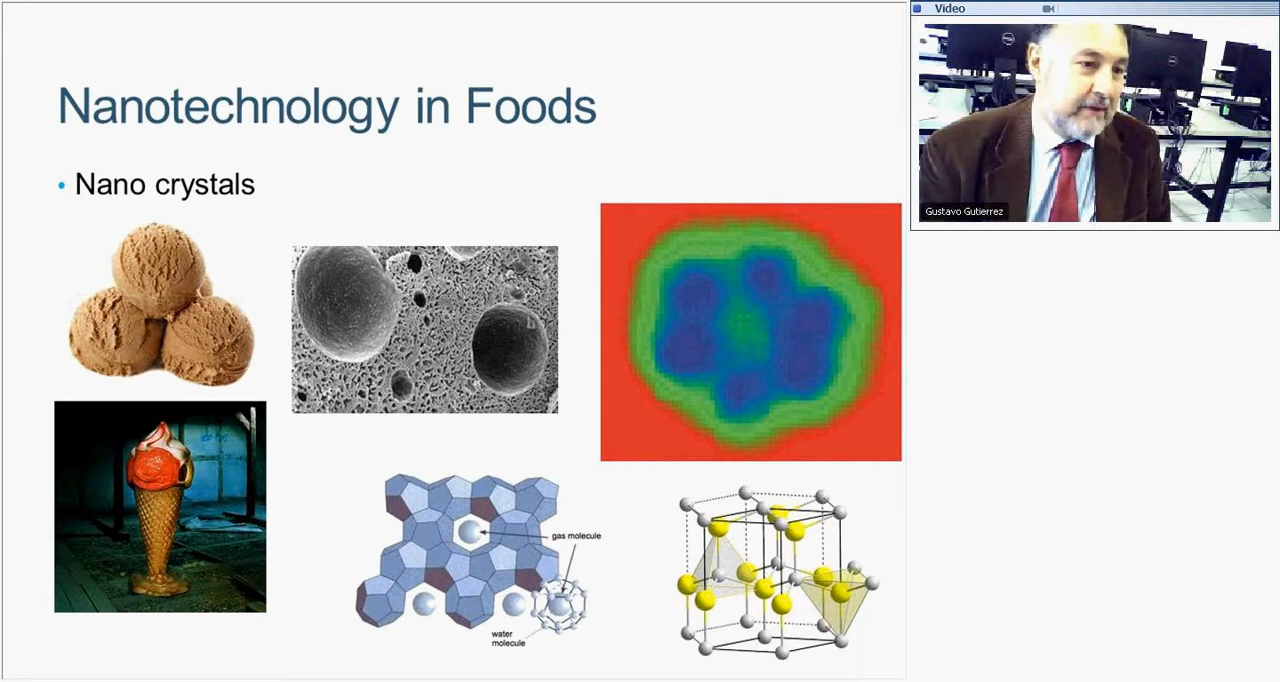 Nanotechnology in Foods
• Nano crystals
gas molecule
water
molecule
Video
Gustavo Gutierrez